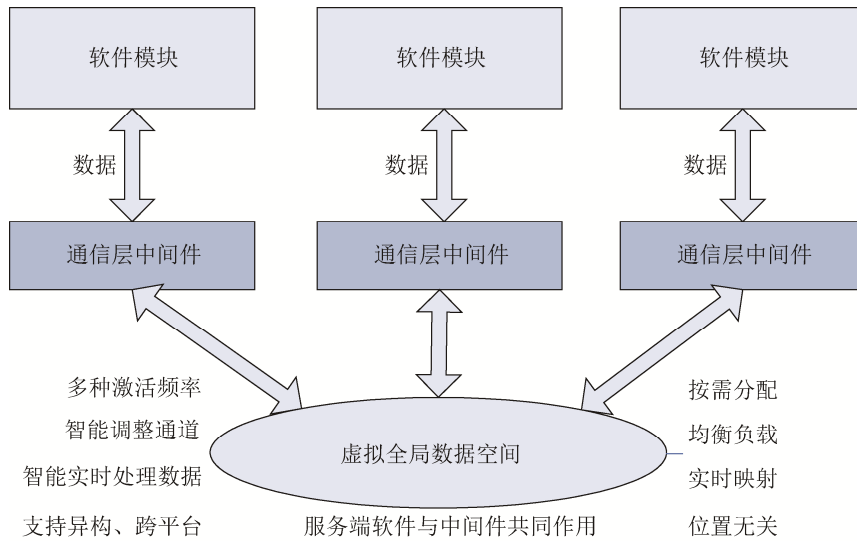 软件模块
软件模块
软件模块
数据
数据
数据
通信层中间件
通信层中间件
通信层中间件
多种激活频率
智能调整通道
智能实时处理数据
支持异构、跨平台
虚拟全局数据空间
服务端软件与中间件共同作用
按需分配
均衡负载
实时映射
位置无关